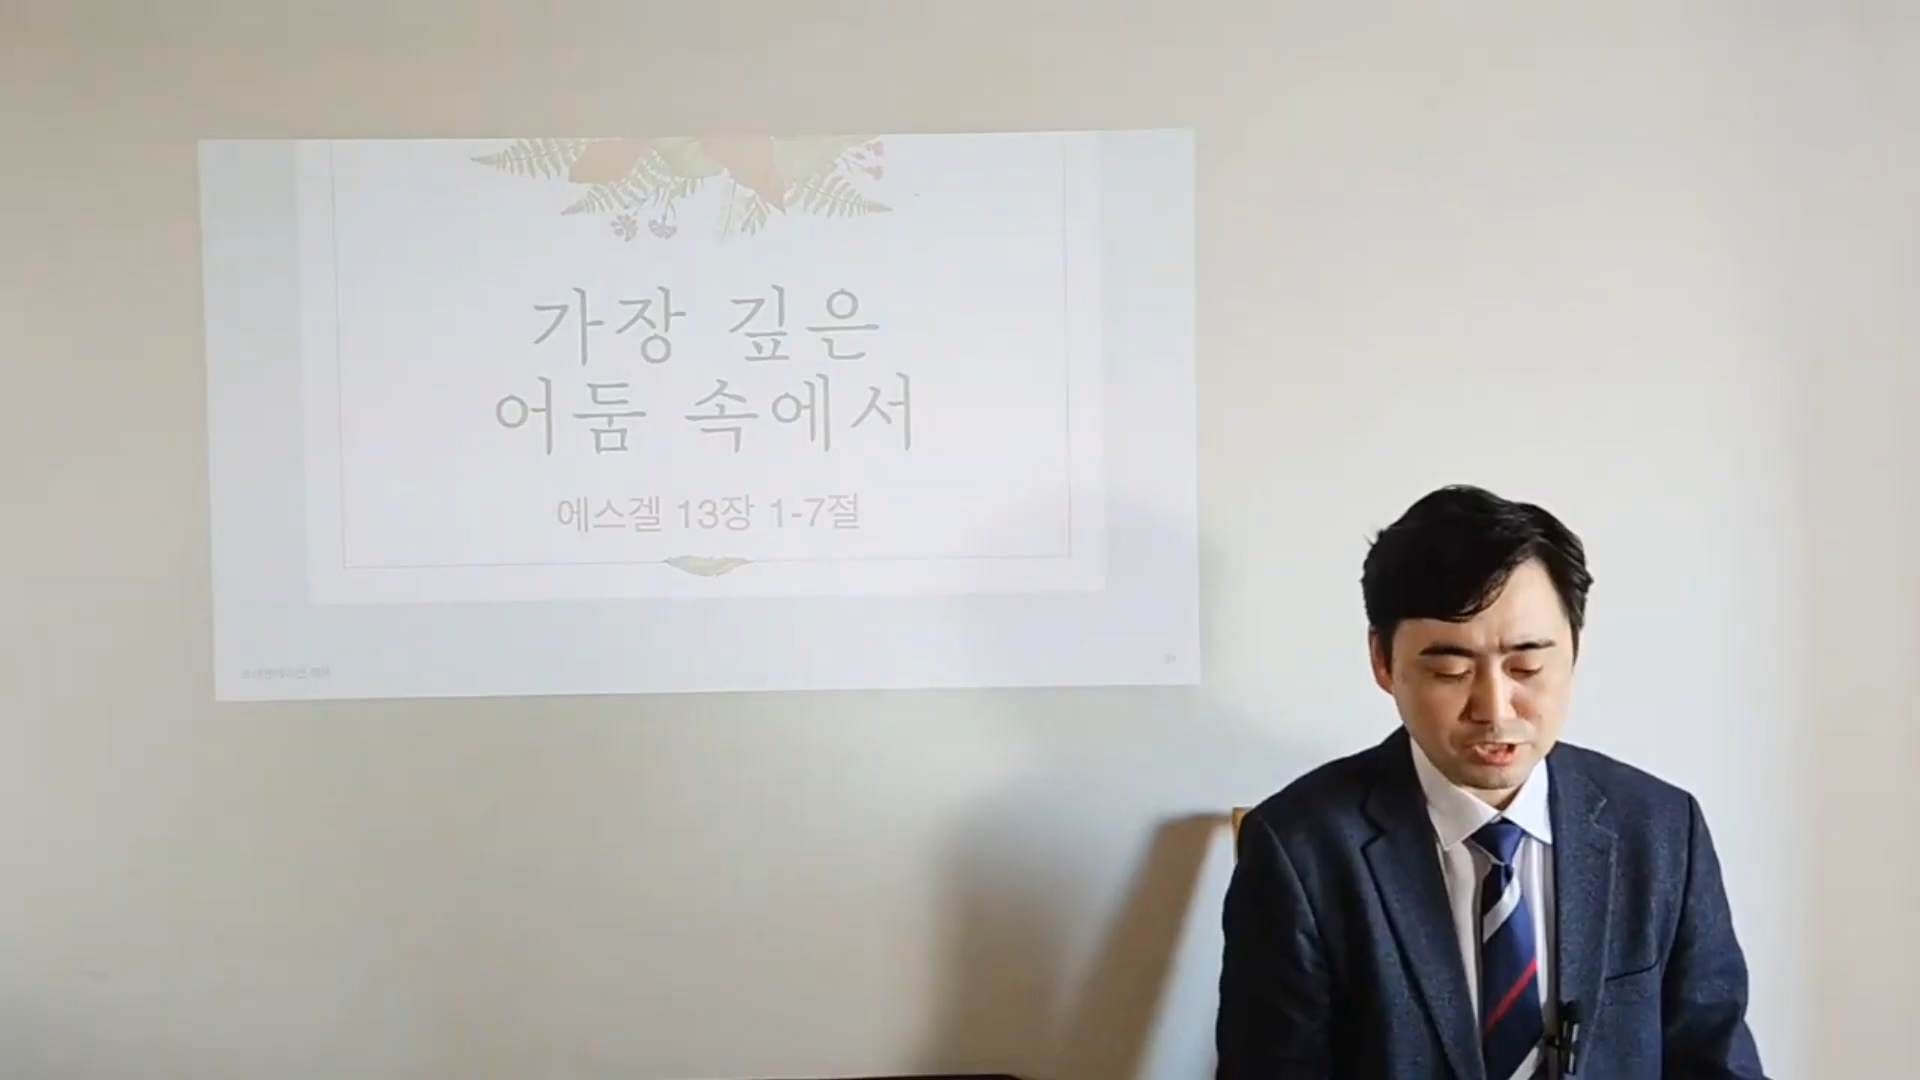 가장 깊은
어둠 속에서
에스겔 13장 1-7절